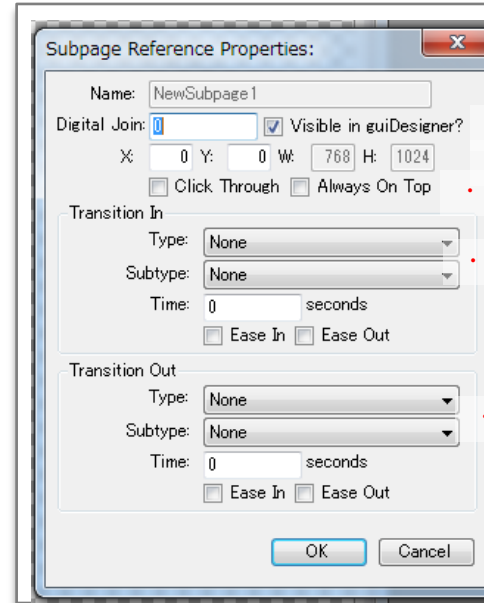 Subpage Reference Properties:
Name: NewSubpage1
Digital Join: 0 Visible in guiDesigner?
X: 0 Y: 0 W: 768 H: 1024
Click Through Always On Top
Transition In
Type: None
Subtype: None
Time: 0 seconds
Ease In Ease Out
Transition Out
Type: None
Subtype: None
Time: 0 seconds
Ease In Ease Out
OK Cancel